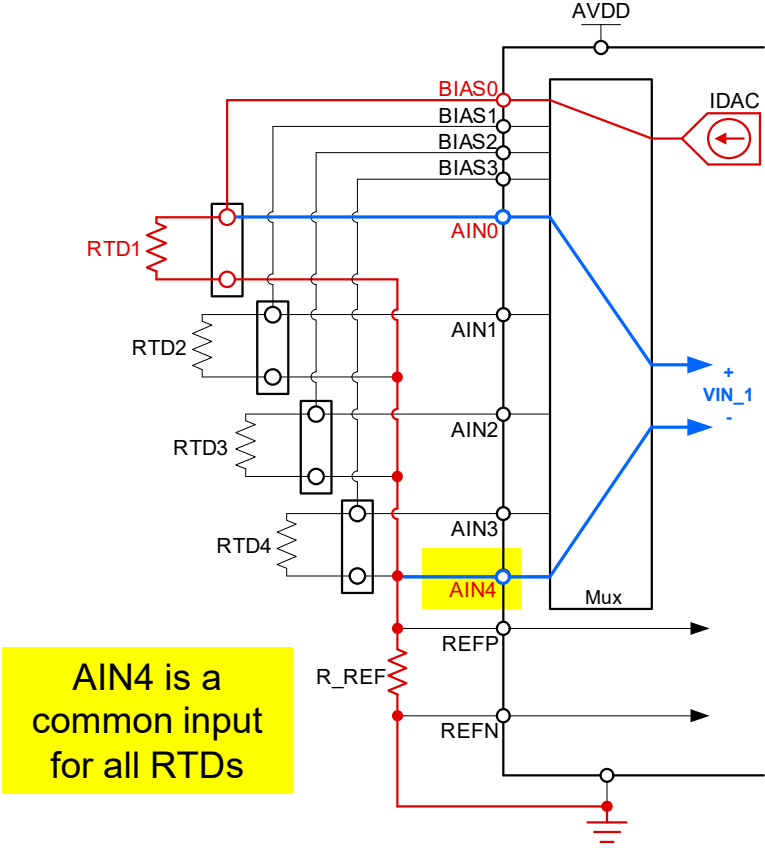 AVDD
BIAS0
IDAC
BIAS1
BIAS2
BIAS3
AIN0
RTD1
AIN1
RTD2
+
VIN_1
-
AIN2
RTD3
AIN3
RTD4
AIN4
Mux
REFP
R_REF
REFN
AIN4 is a
common input
for all RTDs